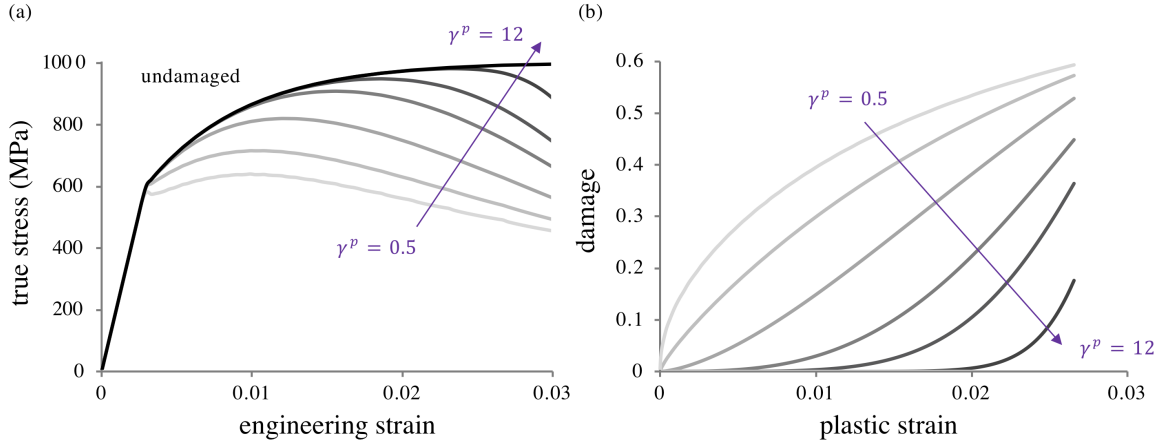 (a)
γᵖ = 12
undamaged
γᵖ = 0.5
true stress (MPa)
100 0
800
600
400
200
0
0
0.01
0.02
0.03
engineering strain
(b)
γᵖ = 0.5
γᵖ = 12
damage
0.6
0.5
0.4
0.3
0.2
0.1
0
0
0.01
0.02
0.03
plastic strain